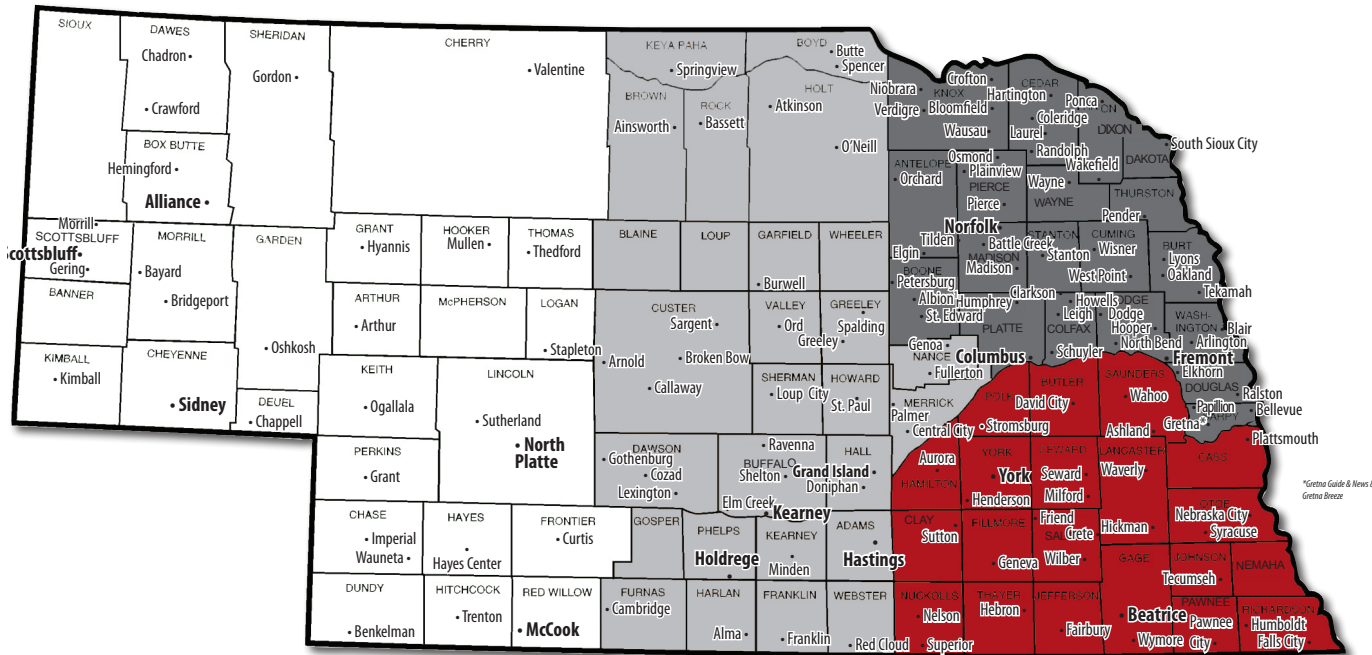 SIOUX
DAWES
Chadron
Crawford
SHERIDAN
Gordon
CHERRY
Valentine
KEYA PAHA
Springview
BOYD
Butte
Spencer
BROWN
Ainsworth
ROCK
Bassett
HOLT
Atkinson
O'Neill
Niobrara
Crofton
KNOX
Verdigre
Bloomfield
Wausau
CEDAR
Hartington
Coleridge
Laurel
Randolph
Ponca
DIXON
Wakefield
South Sioux City
DAKOTA
BOX BUTTE
Hemingford
Alliance
ANTELOPE
Orchard
Osmond
Plainview
PIERCE
Pierce
Wayne
WAYNE
THURSTON
Pender
Morrill
SCOTTSBLUFF
cottsbluff
Gering
MORRILL
Bayard
Bridgeport
GARDEN
Oshkosh
GRANT
Hyannis
HOOKER
Mullen
THOMAS
Thedford
BLAINE
LOUP
GARFIELD
Burwell
WHEELER
Elgin
Tilden
Norfolk
Battle Creek
MADISON
Madison
STANTON
Stanton
CUMING
Wisner
West Point
BURT
Lyons
Oakland
Tekamah
BANNER
ARTHUR
Arthur
McPHERSON
LOGAN
Stapleton
CUSTER
Sargent
Arnold
Broken Bow
Callaway
VALLEY
Ord
GREELEY
Spalding
Greeley
BOONE
Petersburg
Albion
St. Edward
Humphrey
PLATTE
Clarkson
Howells
Leigh
COLFAX
Schuyler
DODGE
Dodge
Hooper
North Bend
WASH-
INGTON
Blair
Arlington
KIMBALL
Kimball
CHEYENNE
Sidney
DEUEL
Chappell
KEITH
Ogallala
LINCOLN
Sutherland
North
Platte
SHERMAN
Loup City
HOWARD
St. Paul
Genoa
NANCE
Fullerton
Columbus
Fremont
Elkhorn
DOUGLAS
Ralston
Papillion
Bellevue
Gretna*
ARPY
MERRICK
Palmer
Central City
POLK
Stromsburg
BUTLER
David City
SAUNDERS
Wahoo
Ashland
Plattsmouth
CASS
PERKINS
Grant
DAWSON
Gothenburg
Cozad
Lexington
Ravenna
BUFFALO
Shelton
Elm Creek
Kearney
HALL
Grand Island
Doniphan
Aurora
HAMILTON
YORK
York
Henderson
SEWARD
Seward
Milford
LANCASTER
Waverly
Hickman
OTOE
Nebraska City
Syracuse
*Gretna Guide & News &
Gretna Breeze
CHASE
Imperial
Wauneta
HAYES
Hayes Center
FRONTIER
Curtis
GOSPER
PHELPS
Holdrege
KEARNEY
Minden
ADAMS
Hastings
CLAY
Sutton
FILLMORE
Geneva
Friend
Crete
Wilber
GAGE
Beatrice
Wymore
JOHNSON
Tecumseh
NEMAHA
DUNDY
Benkelman
HITCHCOCK
Trenton
RED WILLOW
McCook
FURNAS
Cambridge
HARLAN
Alma
FRANKLIN
Franklin
WEBSTER
Red Cloud
NUCKOLLS
Nelson
Superior
THAYER
Hebron
JEFFERSON
Fairbury
PAWNEE
Pawnee
City
RICHARDSON
Humboldt
Falls City